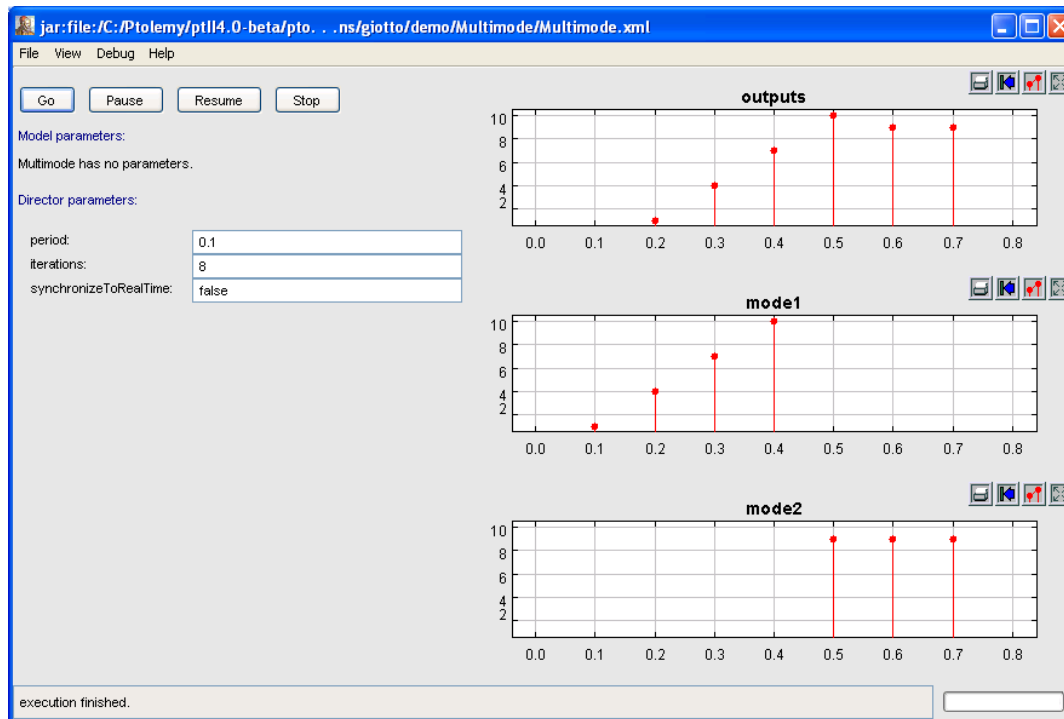 jar:file:/C:/Ptolemy/ptII4.0-beta/pto. . .ns/giotto/demo/Multimode/Multimode.xml
File View Debug Help
Go Pause Resume Stop
Model parameters:
Multimode has no parameters.
Director parameters:
period: 0.1
iterations: 8
synchronizeToRealTime: false
outputs
10
8
6
4
2
0.0 0.1 0.2 0.3 0.4 0.5 0.6 0.7 0.8
mode1
10
8
6
4
2
0.0 0.1 0.2 0.3 0.4 0.5 0.6 0.7 0.8
mode2
10
8
6
4
2
0.0 0.1 0.2 0.3 0.4 0.5 0.6 0.7 0.8
execution finished.